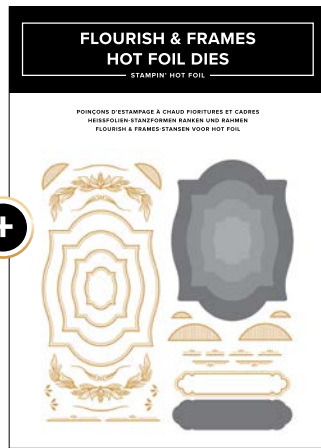 FLOURISH & FRAMES
HOT FOIL DIES
STAMPIN' HOT FOIL
POINÇONS D'ESTAMPAGE À CHAUD FIORITURES ET CADRES
HEISSFOLIEN-STANZFORMEN RANKEN UND RAHMEN
FLOURISH & FRAMES-STANSEN VOOR HOT FOIL
+